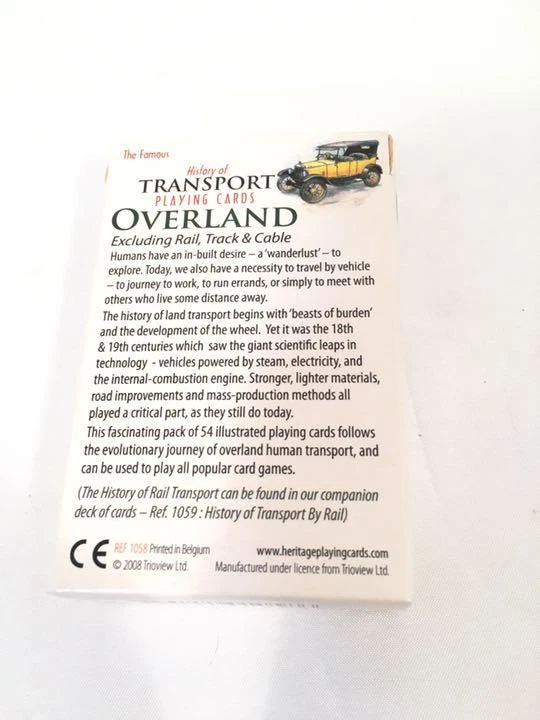 The Famous
History of
TRANSPORT
PLAYING CARDS
OVERLAND
Excluding Rail, Track & Cable
Humans have an in-built desire – a 'wanderlust' – to
explore. Today, we also have a necessity to travel by vehicle
– to journey to work, to run errands, or simply to meet with
others who live some distance away.
The history of land transport begins with 'beasts of burden'
and the development of the wheel. Yet it was the 18th
& 19th centuries which saw the giant scientific leaps in
technology - vehicles powered by steam, electricity, and
the internal-combustion engine. Stronger, lighter materials,
road improvements and mass-production methods all
played a critical part, as they still do today.
This fascinating pack of 54 illustrated playing cards follows
the evolutionary journey of overland human transport, and
can be used to play all popular card games.
(The History of Rail Transport can be found in our companion
deck of cards – Ref. 1059 : History of Transport By Rail)
CE REF 1058 Printed in Belgium www.heritageplayingcards.com
© 2008 Trioview Ltd. Manufactured under licence from Trioview Ltd.